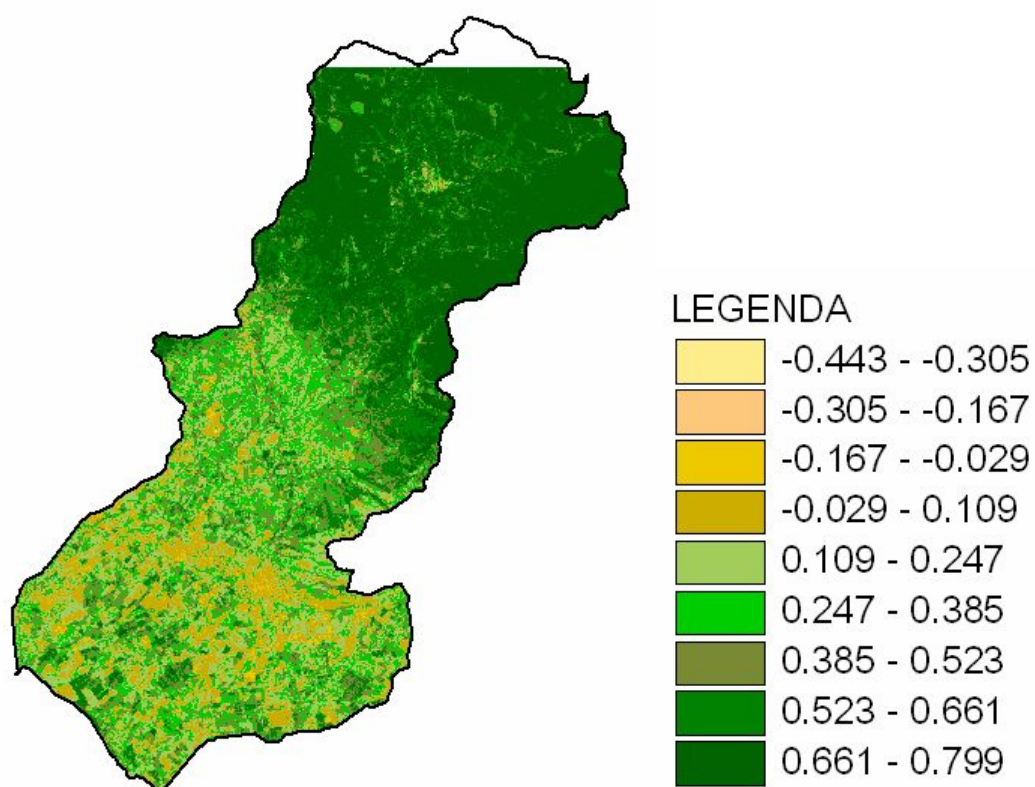 LEGENDA
-0.443 - -0.305
-0.305 - -0.167
-0.167 - -0.029
-0.029 - 0.109
0.109 - 0.247
0.247 - 0.385
0.385 - 0.523
0.523 - 0.661
0.661 - 0.799